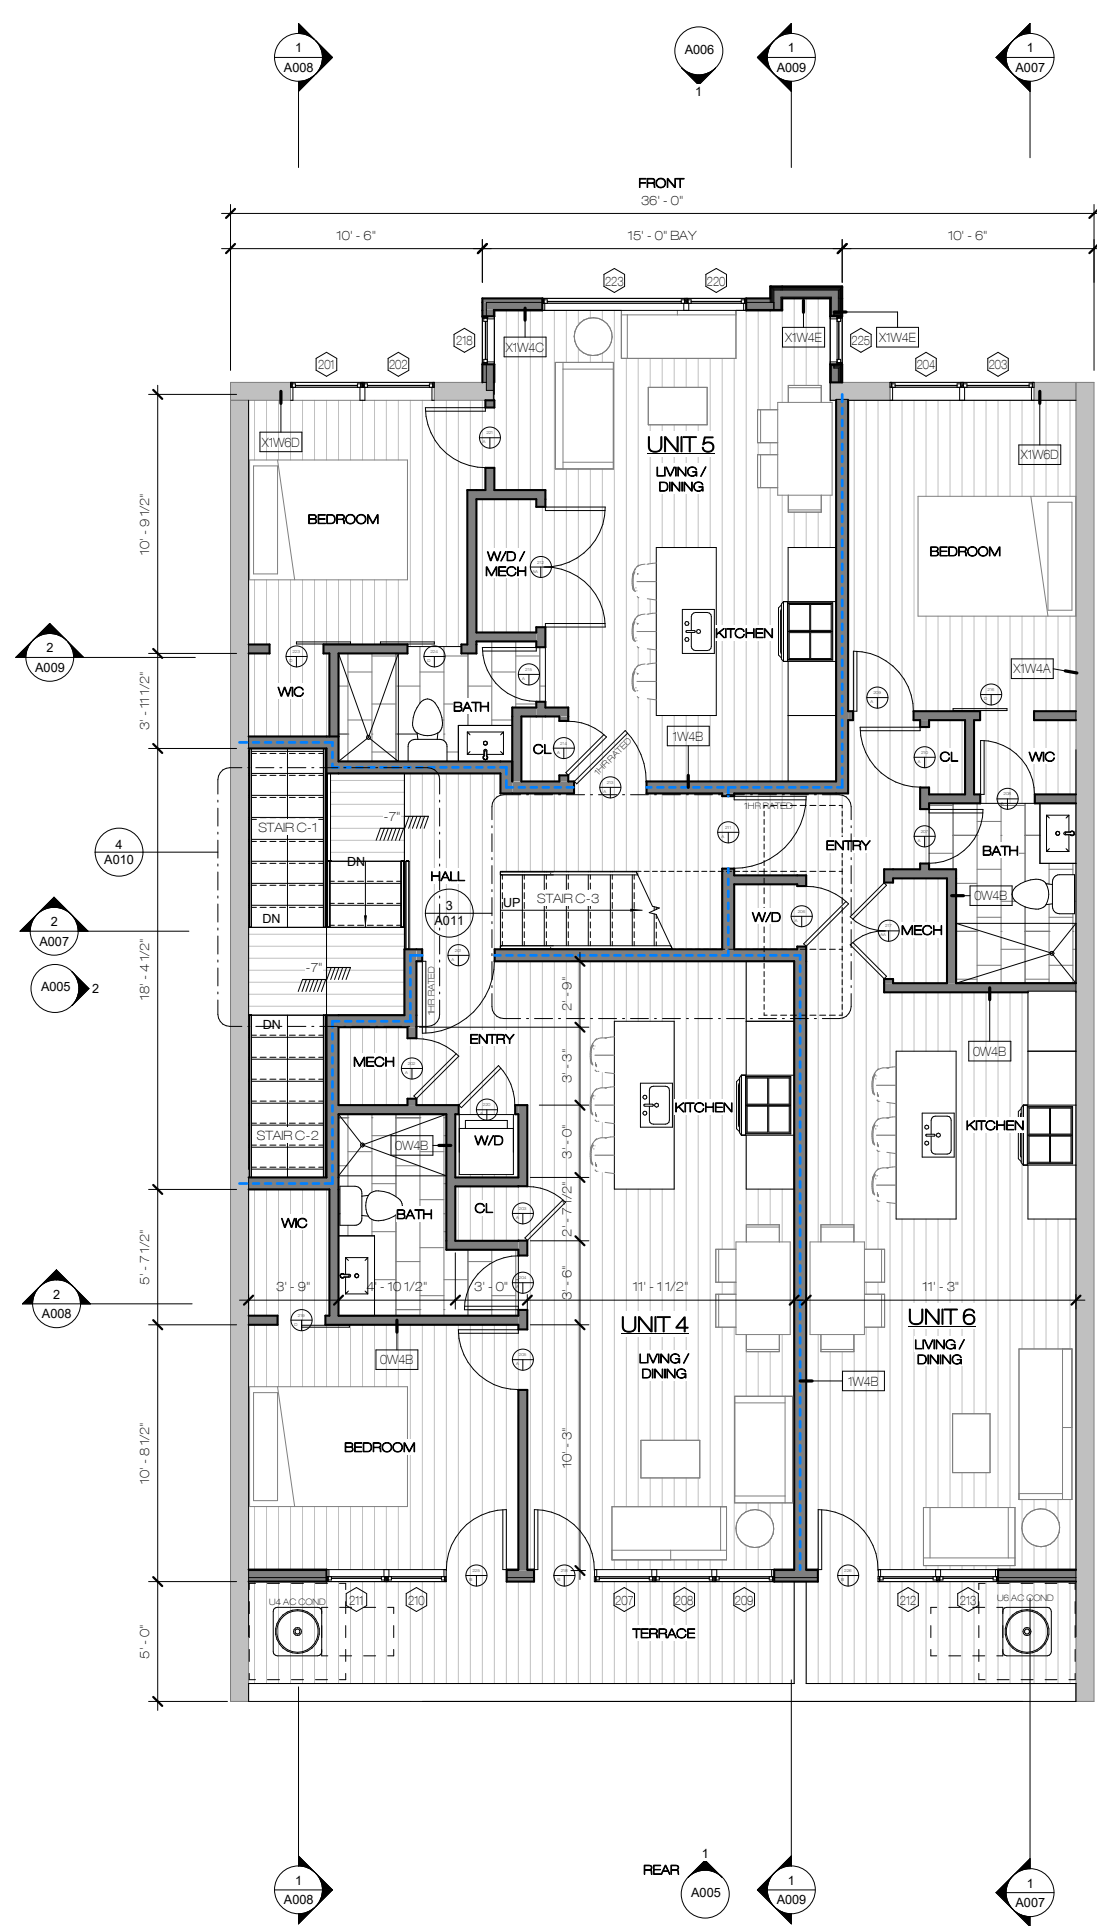 1
A008
A006
1
1
A009
1
A007
FRONT
36' - 0"
10' - 6"
15' - 0" BAY
10' - 6"
223
220
218
X1W4C
X1W4E
225
X1W4E
201
202
204
203
X1W6D
X1W6D
UNIT 5
LIVING /
DINING
10' - 9 1/2"
BEDROOM
W/D /
MECH
BEDROOM
KITCHEN
2
A009
3' - 11 1/2"
WIC
BATH
X1W4A
1W4B
CL
1HR RATED
CL
WIC
STAIR C-1
-7"
1HR RATED
4
A010
DN
ENTRY
BATH
HALL
3
A011
UP
STAIR C-3
W/D
0W4B
MECH
DN
2
A007
18' - 4 1/2"
-7"
A005
2
1HR RATED
2' - 9"
DN
ENTRY
MECH
3' - 3"
0W4B
KITCHEN
KITCHEN
STAIR C-2
0W4B
W/D
3' - 0"
WIC
BATH
CL
2' - 7 1/2"
5' - 7 1/2"
3' - 9"
4' - 10 1/2"
3' - 0"
3' - 6"
11' - 1 1/2"
11' - 3"
2
A008
UNIT 4
UNIT 6
LIVING /
DINING
LIVING /
DINING
0W4B
1W4B
BEDROOM
10' - 8 1/2"
10' - 3"
U4 AC COND
211
210
207
208
209
212
213
U6 AC COND
5' - 0"
TERRACE
1
A008
REAR
1
A005
1
A009
1
A007